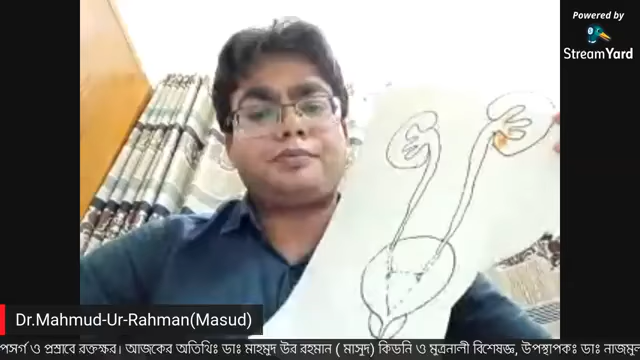 Powered by
StreamYard
Dr.Mahmud-Ur-Rahman(Masud)
পসর্গ ও প্রস্রাবে রক্তক্ষরণ। আজকের অতিথিঃ ডাঃ মাহমুদ উর রহমান ( মাসুদ) কিডনি ও মূত্রনালী বিশেষজ্ঞ, উপস্থাপকঃ ডাঃ নাজমু